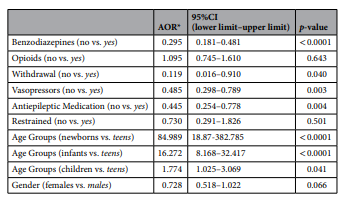 AOR* 95%CI (lower limit–upper limit) p-value
Benzodiazepines (no vs. yes) 0.295 0.181–0.481 <0.0001
Opioids (no vs. yes) 1.095 0.745–1.610 0.643
Withdrawal (no vs. yes) 0.119 0.016–0.910 0.040
Vasopressors (no vs. yes) 0.485 0.298–0.789 0.003
Antiepileptic Medication (no vs. yes) 0.445 0.254–0.778 0.004
Restrained (no vs. yes) 0.730 0.291–1.826 0.501
Age Groups (newborns vs. teens) 84.989 18.87-382.785 <0.0001
Age Groups (infants vs. teens) 16.272 8.168–32.417 <0.0001
Age Groups (children vs. teens) 1.774 1.025–3.069 0.041
Gender (females vs. males) 0.728 0.518–1.022 0.066